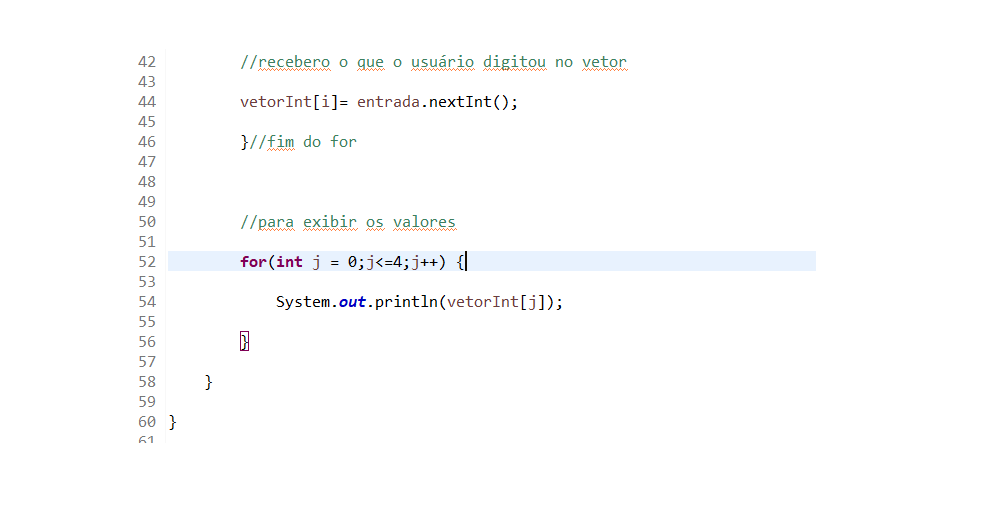 42 //recebero o que o usuário digitou no vetor
43
44 vetorInt[i]= entrada.nextInt();
45
46 }//fim do for
47
48
49
50 //para exibir os valores
51
52 for(int j = 0;j<=4;j++) {
53
54 System.out.println(vetorInt[j]);
55
56 }
57
58 }
59
60 }
61